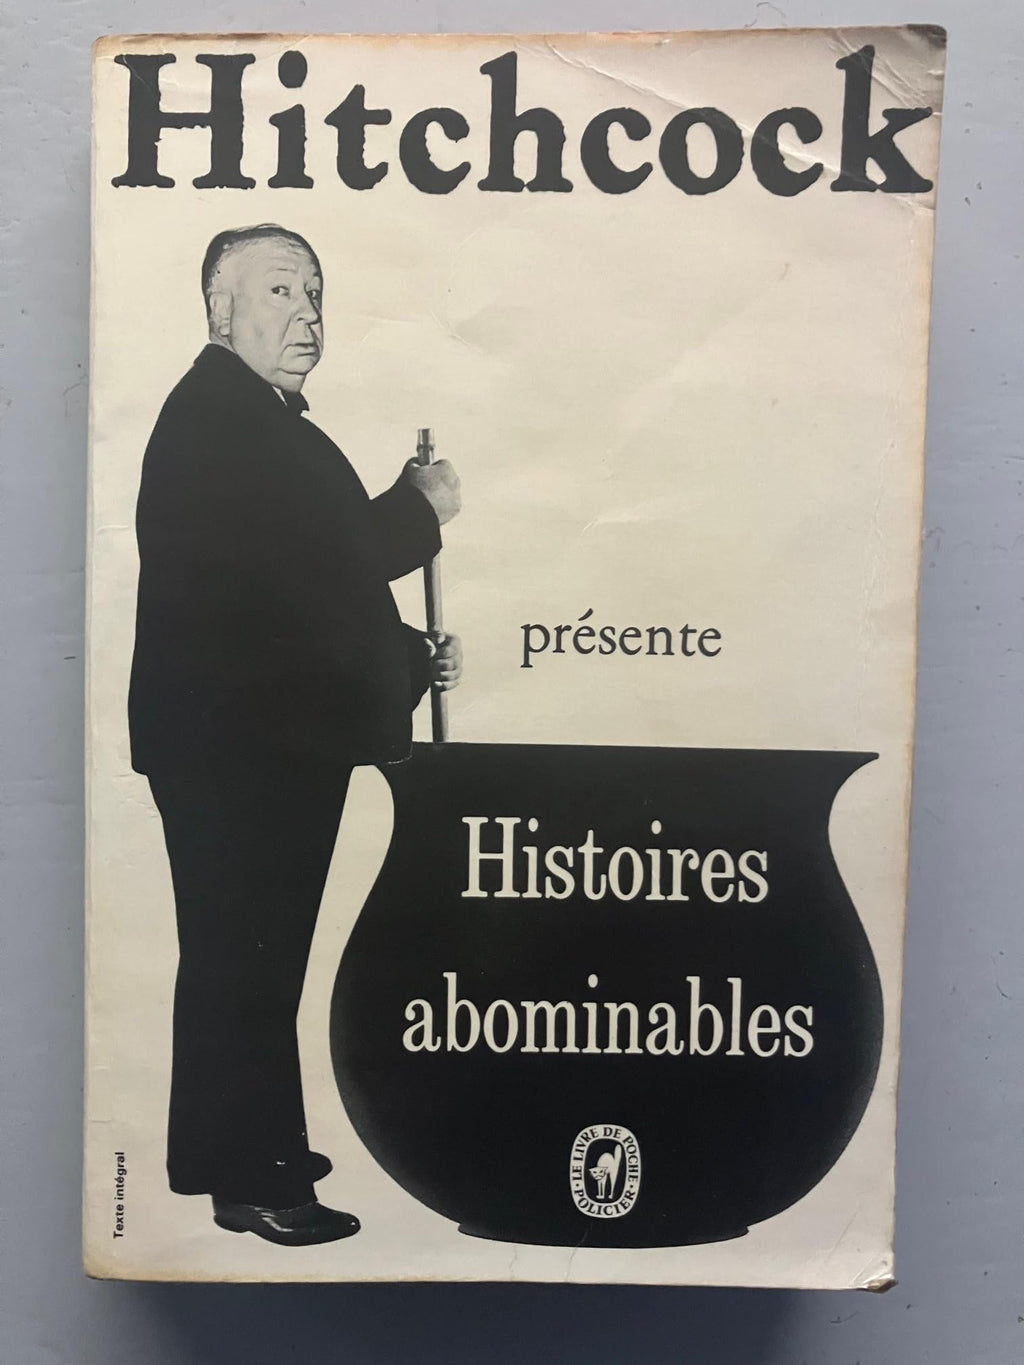 Hitchcock
présente
Histoires
abominables
LE LIVRE DE POCHE
POLICIER
Texte intégral